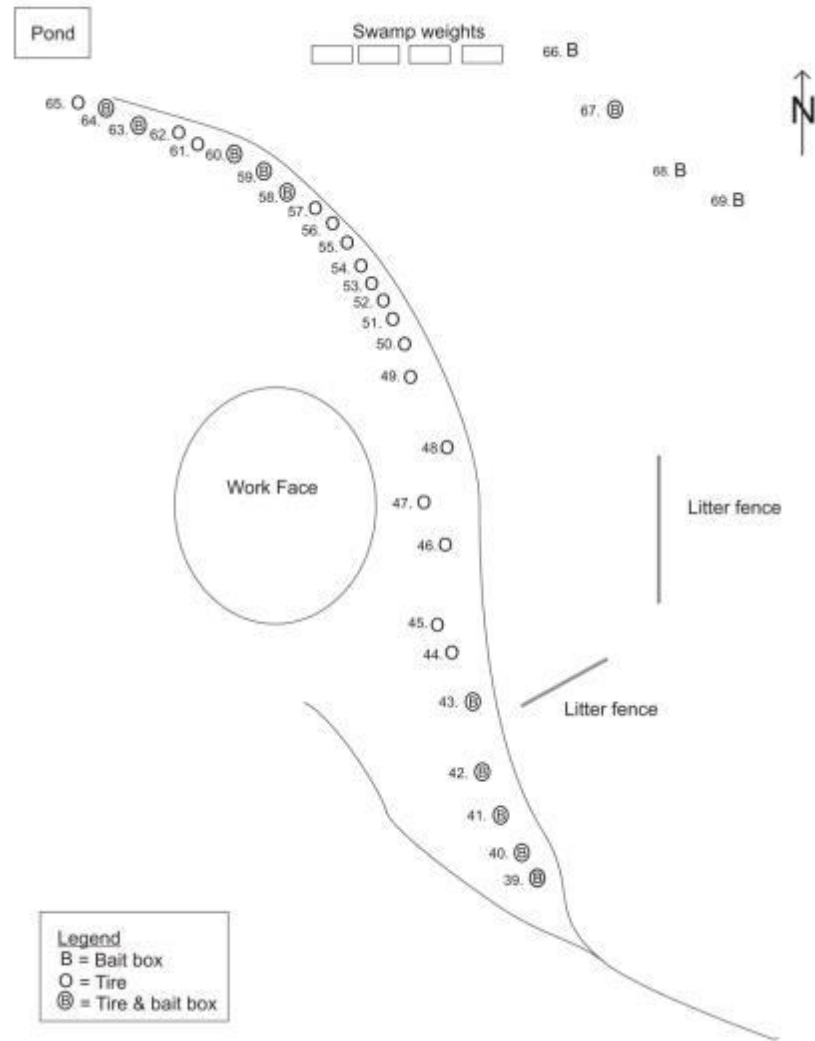 Pond
Swamp weights
66. B
N
65. O
64. B
63. B
62. O
61. O
60. B
59. B
58. B
57. O
56. O
55. O
54. O
53. O
52. O
51. O
50. O
49. O
67. B
68. B
69. B
48 O
Work Face
47. O
46. O
Litter fence
45. O
44. O
43. B
Litter fence
42. B
41. B
40. B
39. B
Legend
B = Bait box
O = Tire
B = Tire & bait box